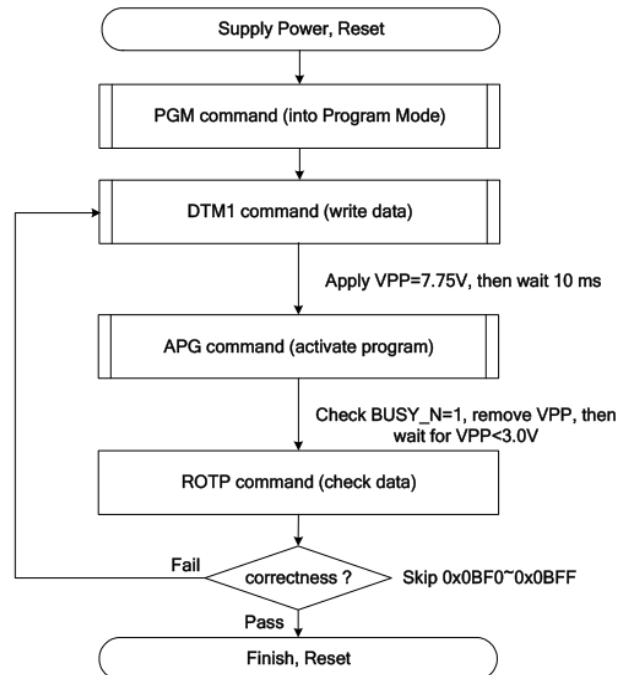 Supply Power, Reset
PGM command (into Program Mode)
DTM1 command (write data)
Apply VPP=7.75V, then wait 10 ms
APG command (activate program)
Check BUSY_N=1, remove VPP, then
wait for VPP<3.0V
ROTP command (check data)
Fail
correctness ?
Skip 0x0BF0~0x0BFF
Pass
Finish, Reset